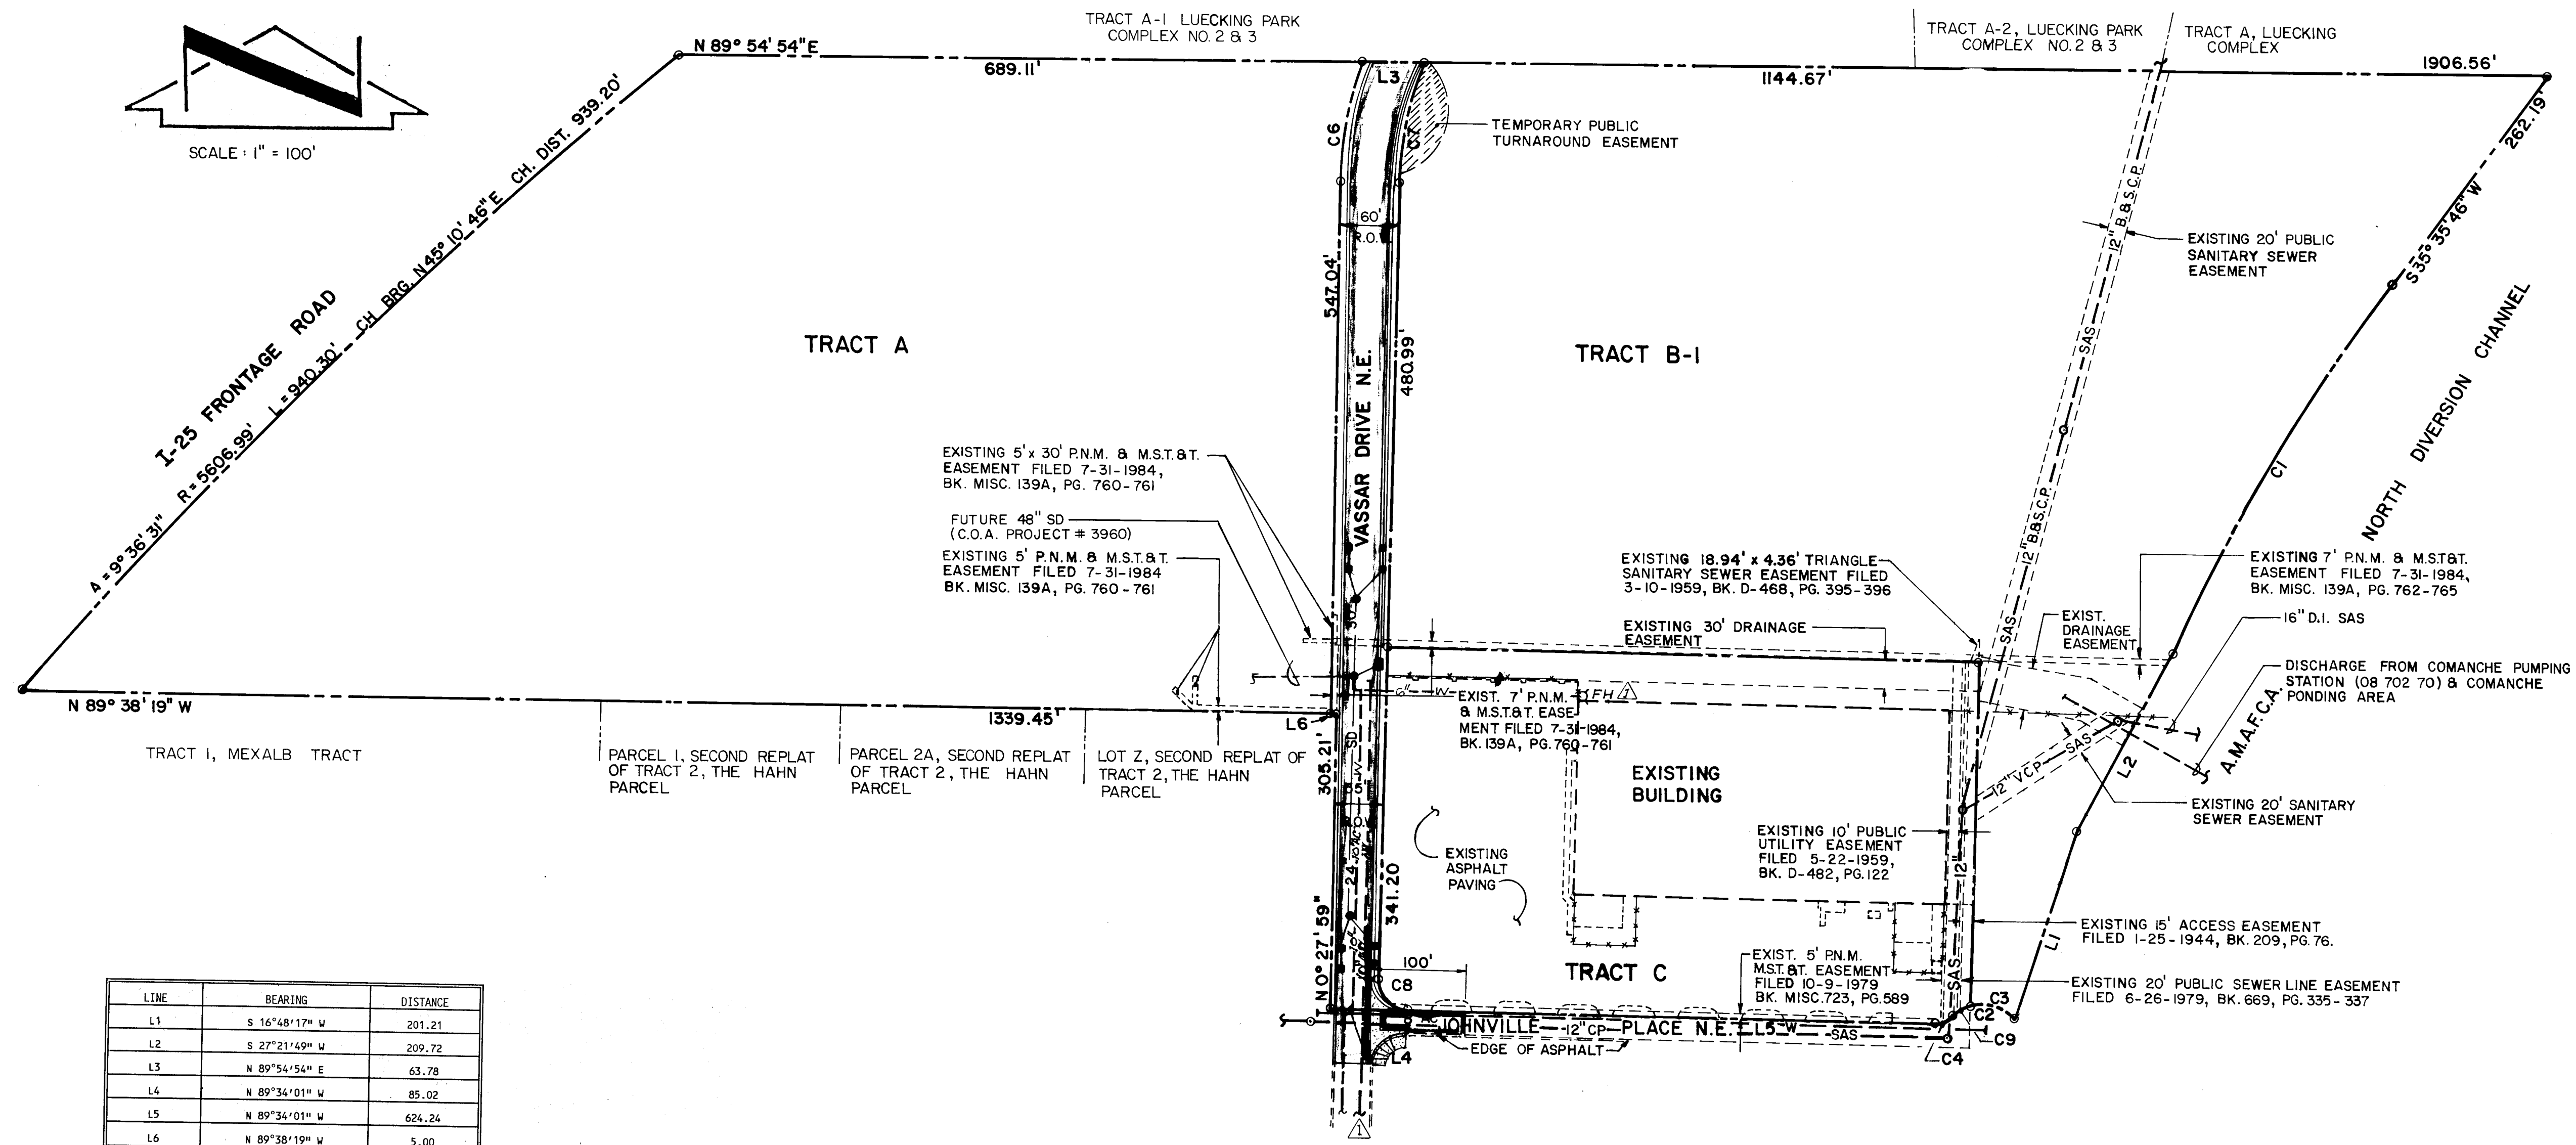 TRACT A-1 LUECKING PARK
COMPLEX NO. 2 & 3
TRACT A-2, LUECKING PARK
COMPLEX NO. 2 & 3
TRACT A, LUECKING
COMPLEX
N 89° 54' 54" E
689.11'
L3
1144.67'
1906.56'
SCALE: 1" = 100'
I-25 FRONTAGE ROAD
Δ = 9° 36' 31"
R = 5606.99'
L = 940.30'
CH BRG. N 45° 10' 46" E
CH. DIST. 939.20'
C6
C7
TEMPORARY PUBLIC
TURNAROUND EASEMENT
60'
547.04'
480.99'
VASSAR DRIVE N.E.
TRACT A
TRACT B-1
12" B.&S.C.P.
EXISTING 20' PUBLIC
SANITARY SEWER
EASEMENT
SAS
12" B.&S.C.P.
SAS
262.19'
S 35° 35' 46" W
C1
NORTH DIVERSION CHANNEL
EXISTING 5' x 30' P.N.M. & M.S.T.&T.
EASEMENT FILED 7-31-1984,
BK. MISC. 139A, PG. 760-761
FUTURE 48" SD
(C.O.A. PROJECT # 3960)
EXISTING 5' P.N.M. & M.S.T.&T.
EASEMENT FILED 7-31-1984
BK. MISC. 139A, PG. 760-761
EXISTING 18.94' x 4.36' TRIANGLE
SANITARY SEWER EASEMENT FILED
3-10-1959, BK. D-468, PG. 395-396
EXISTING 30' DRAINAGE
EASEMENT
EXIST.
DRAINAGE
EASEMENT
EXISTING 7' P.N.M. & M.S.T.&T.
EASEMENT FILED 7-31-1984,
BK. MISC. 139A, PG. 762-765
16" D.I. SAS
DISCHARGE FROM COMANCHE PUMPING
STATION (08 702 70) & COMANCHE
PONDING AREA
A.M.A.F.C.A.
N 89° 38' 19" W
1339.45'
L6
6" W
FH 1
EXIST. 7' P.N.M.
& M.S.T.&T. EASE-
MENT FILED 7-31-1984,
BK. 139A, PG. 760-761
TRACT 1, MEXALB TRACT
PARCEL 1, SECOND REPLAT
OF TRACT 2, THE HAHN
PARCEL
PARCEL 2A, SECOND REPLAT
OF TRACT 2, THE HAHN
PARCEL
LOT Z, SECOND REPLAT OF
TRACT 2, THE HAHN
PARCEL
305.21'
SD
24"
341.20
N 0° 27' 59"
EXISTING
BUILDING
EXISTING
ASPHALT
PAVING
12" VCP
SAS
L2
EXISTING 20' SANITARY
SEWER EASEMENT
EXISTING 10' PUBLIC
UTILITY EASEMENT
FILED 5-22-1959,
BK. D-482, PG. 122
12"
SAS
L1
EXISTING 15' ACCESS EASEMENT
FILED 1-25-1944, BK. 209, PG. 76.
EXISTING 20' PUBLIC SEWER LINE EASEMENT
FILED 6-26-1979, BK. 669, PG. 335-337
100'
C8
TRACT C
EXIST. 5' P.N.M.
M.S.T.&T. EASEMENT
FILED 10-9-1979
BK. MISC. 723, PG. 589
C3
C2
C9
C4
JOHNVILLE 12" CP PLACE N.E. L5 W SAS
L4
EDGE OF ASPHALT
1
LINE BEARING DISTANCE
L1 S 16°48'17" W 201.21
L2 S 27°21'49" W 209.72
L3 N 89°54'54" E 63.78
L4 N 89°34'01" W 85.02
L5 N 89°34'01" W 624.24
L6 N 89°38'19" W 5.00